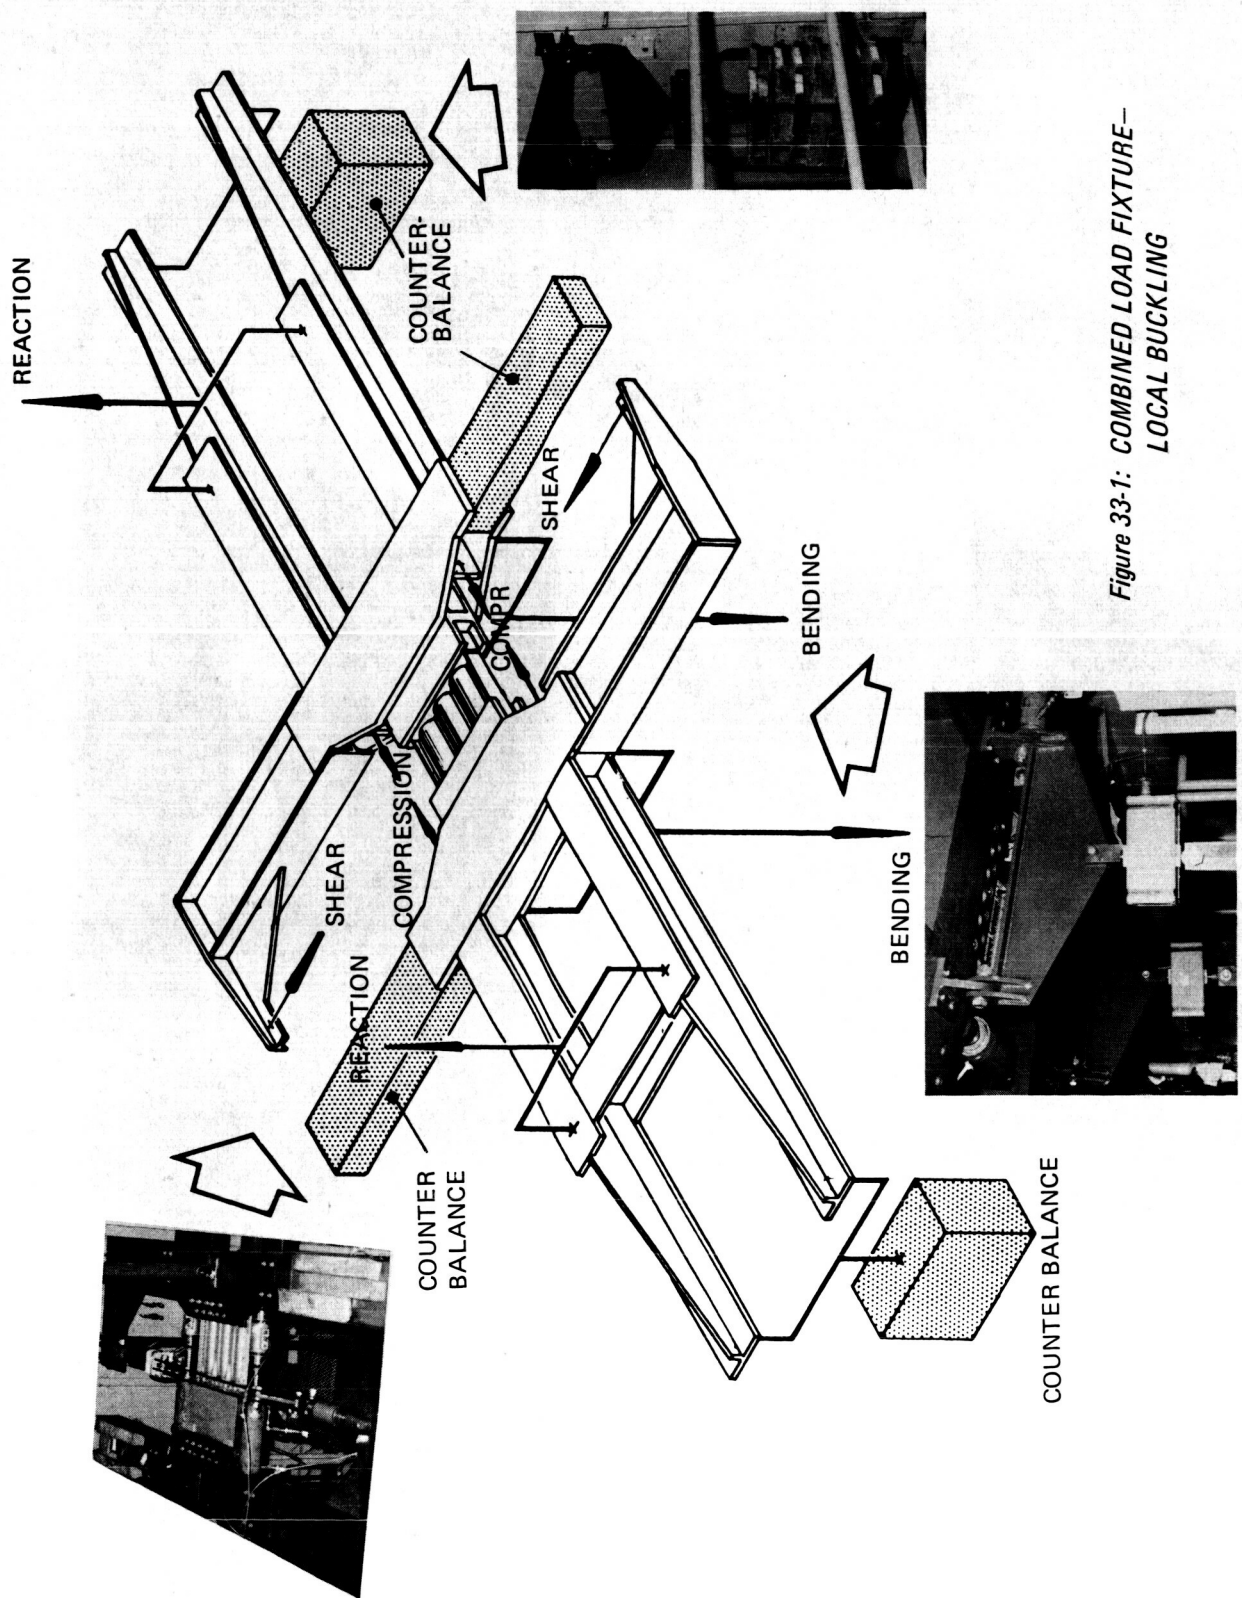 REACTION
COUNTER-
BALANCE
SHEAR
COMPR
BENDING
SHEAR
COMPRESSION
REACTION
BENDING
COUNTER
BALANCE
COUNTER BALANCE
Figure 33-1: COMBINED LOAD FIXTURE—
LOCAL BUCKLING